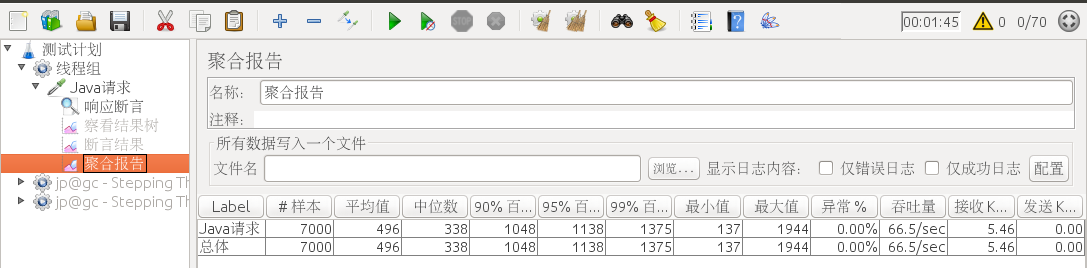 00:01:45 0 0/70
测试计划
线程组
Java请求
响应断言
察看结果树
断言结果
聚合报告
jp@gc - Stepping Th
jp@gc - Stepping Th
聚合报告
名称: 聚合报告
注释:
所有数据写入一个文件
文件名 浏览... 显示日志内容: 仅错误日志 仅成功日志 配置
Label # 样本 平均值 中位数 90% 百... 95% 百... 99% 百... 最小值 最大值 异常 % 吞吐量 接收 K... 发送 K...
Java请求 7000 496 338 1048 1138 1375 137 1944 0.00% 66.5/sec 5.46 0.00
总体 7000 496 338 1048 1138 1375 137 1944 0.00% 66.5/sec 5.46 0.00